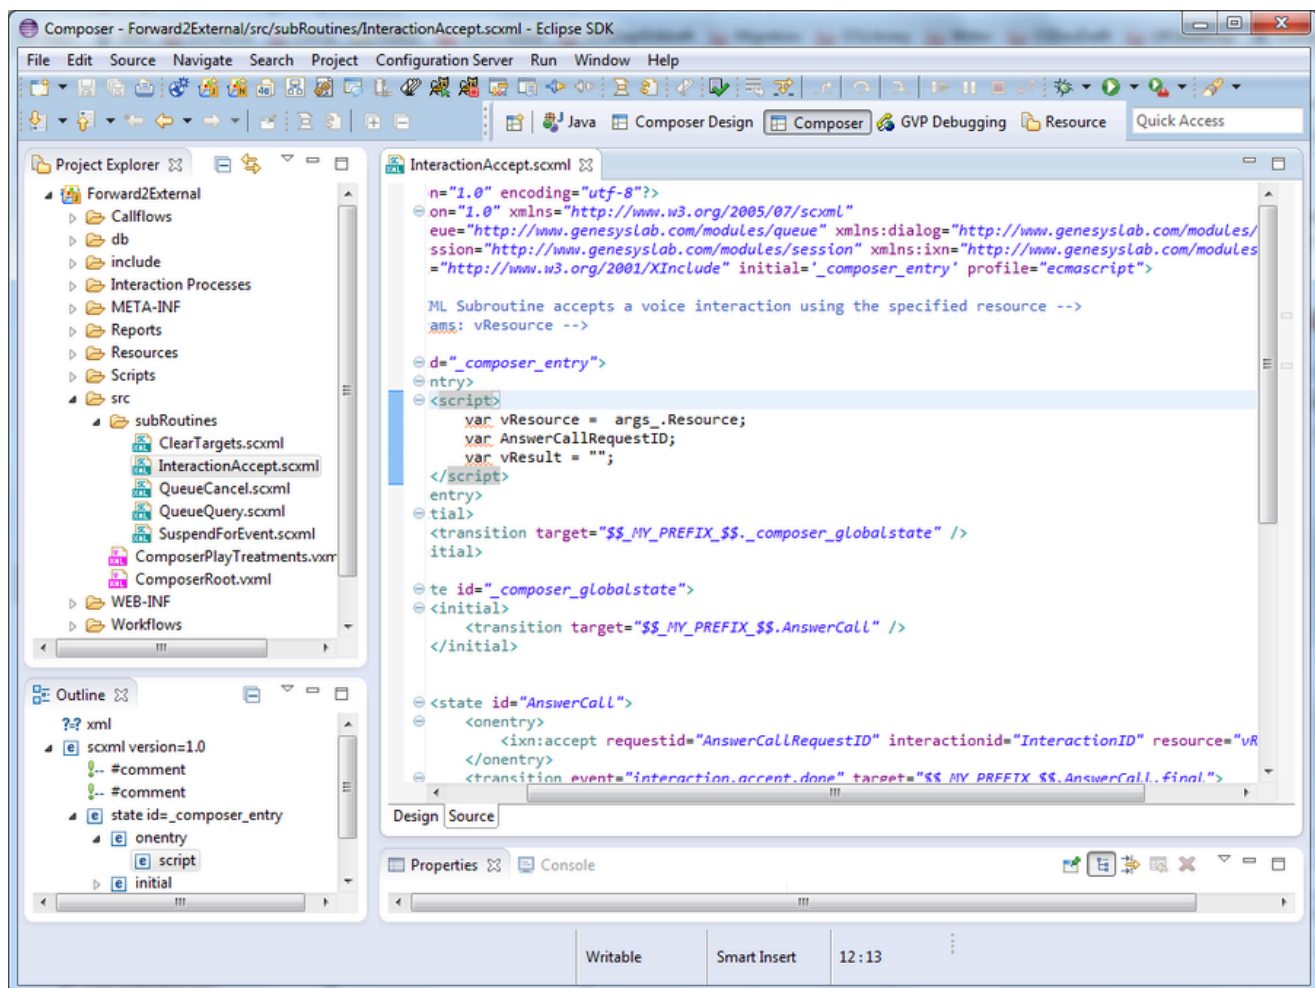 Composer - Forward2External/src/subRoutines/InteractionAccept.scxml - Eclipse SDK
File Edit Source Navigate Search Project Configuration Server Run Window Help
Java Composer Design Composer GVP Debugging Resource Quick Access
Project Explorer
Forward2External
Callflows
db
include
Interaction Processes
META-INF
Reports
Resources
Scripts
src
subRoutines
ClearTargets.scxml
InteractionAccept.scxml
QueueCancel.scxml
QueueQuery.scxml
SuspendForEvent.scxml
ComposerPlayTreatments.vxm
ComposerRoot.vxml
WEB-INF
Workflows
Outline
?=? xml
scxml version=1.0
#comment
#comment
state id=_composer_entry
onentry
script
initial
InteractionAccept.scxml
n="1.0" encoding="utf-8"?>
on="1.0" xmlns="http://www.w3.org/2005/07/scxml"
eue="http://www.genesyslab.com/modules/queue" xmlns:dialog="http://www.genesyslab.com/modules/
ssion="http://www.genesyslab.com/modules/session" xmlns:ixn="http://www.genesyslab.com/modules
="http://www.w3.org/2001/XInclude" initial='_composer_entry' profile="ecmascript">
ML Subroutine accepts a voice interaction using the specified resource -->
ams: vResource -->
d="_composer_entry">
ntry>
<script>
var vResource = args_.Resource;
var AnswerCallRequestID;
var vResult = "";
</script>
entry>
tial>
<transition target="$$_MY_PREFIX_$$._composer_globalstate" />
itial>
te id="_composer_globalstate">
<initial>
<transition target="$$_MY_PREFIX_$$.AnswerCall" />
</initial>
<state id="AnswerCall">
<onentry>
<ixn:accept requestid="AnswerCallRequestID" interactionid="InteractionID" resource="vR
</onentry>
<transition event="interaction.accept.done" target="$$_MY_PREFIX_$$.AnswerCall.final">
Design Source
Properties Console
Writable Smart Insert 12 : 13